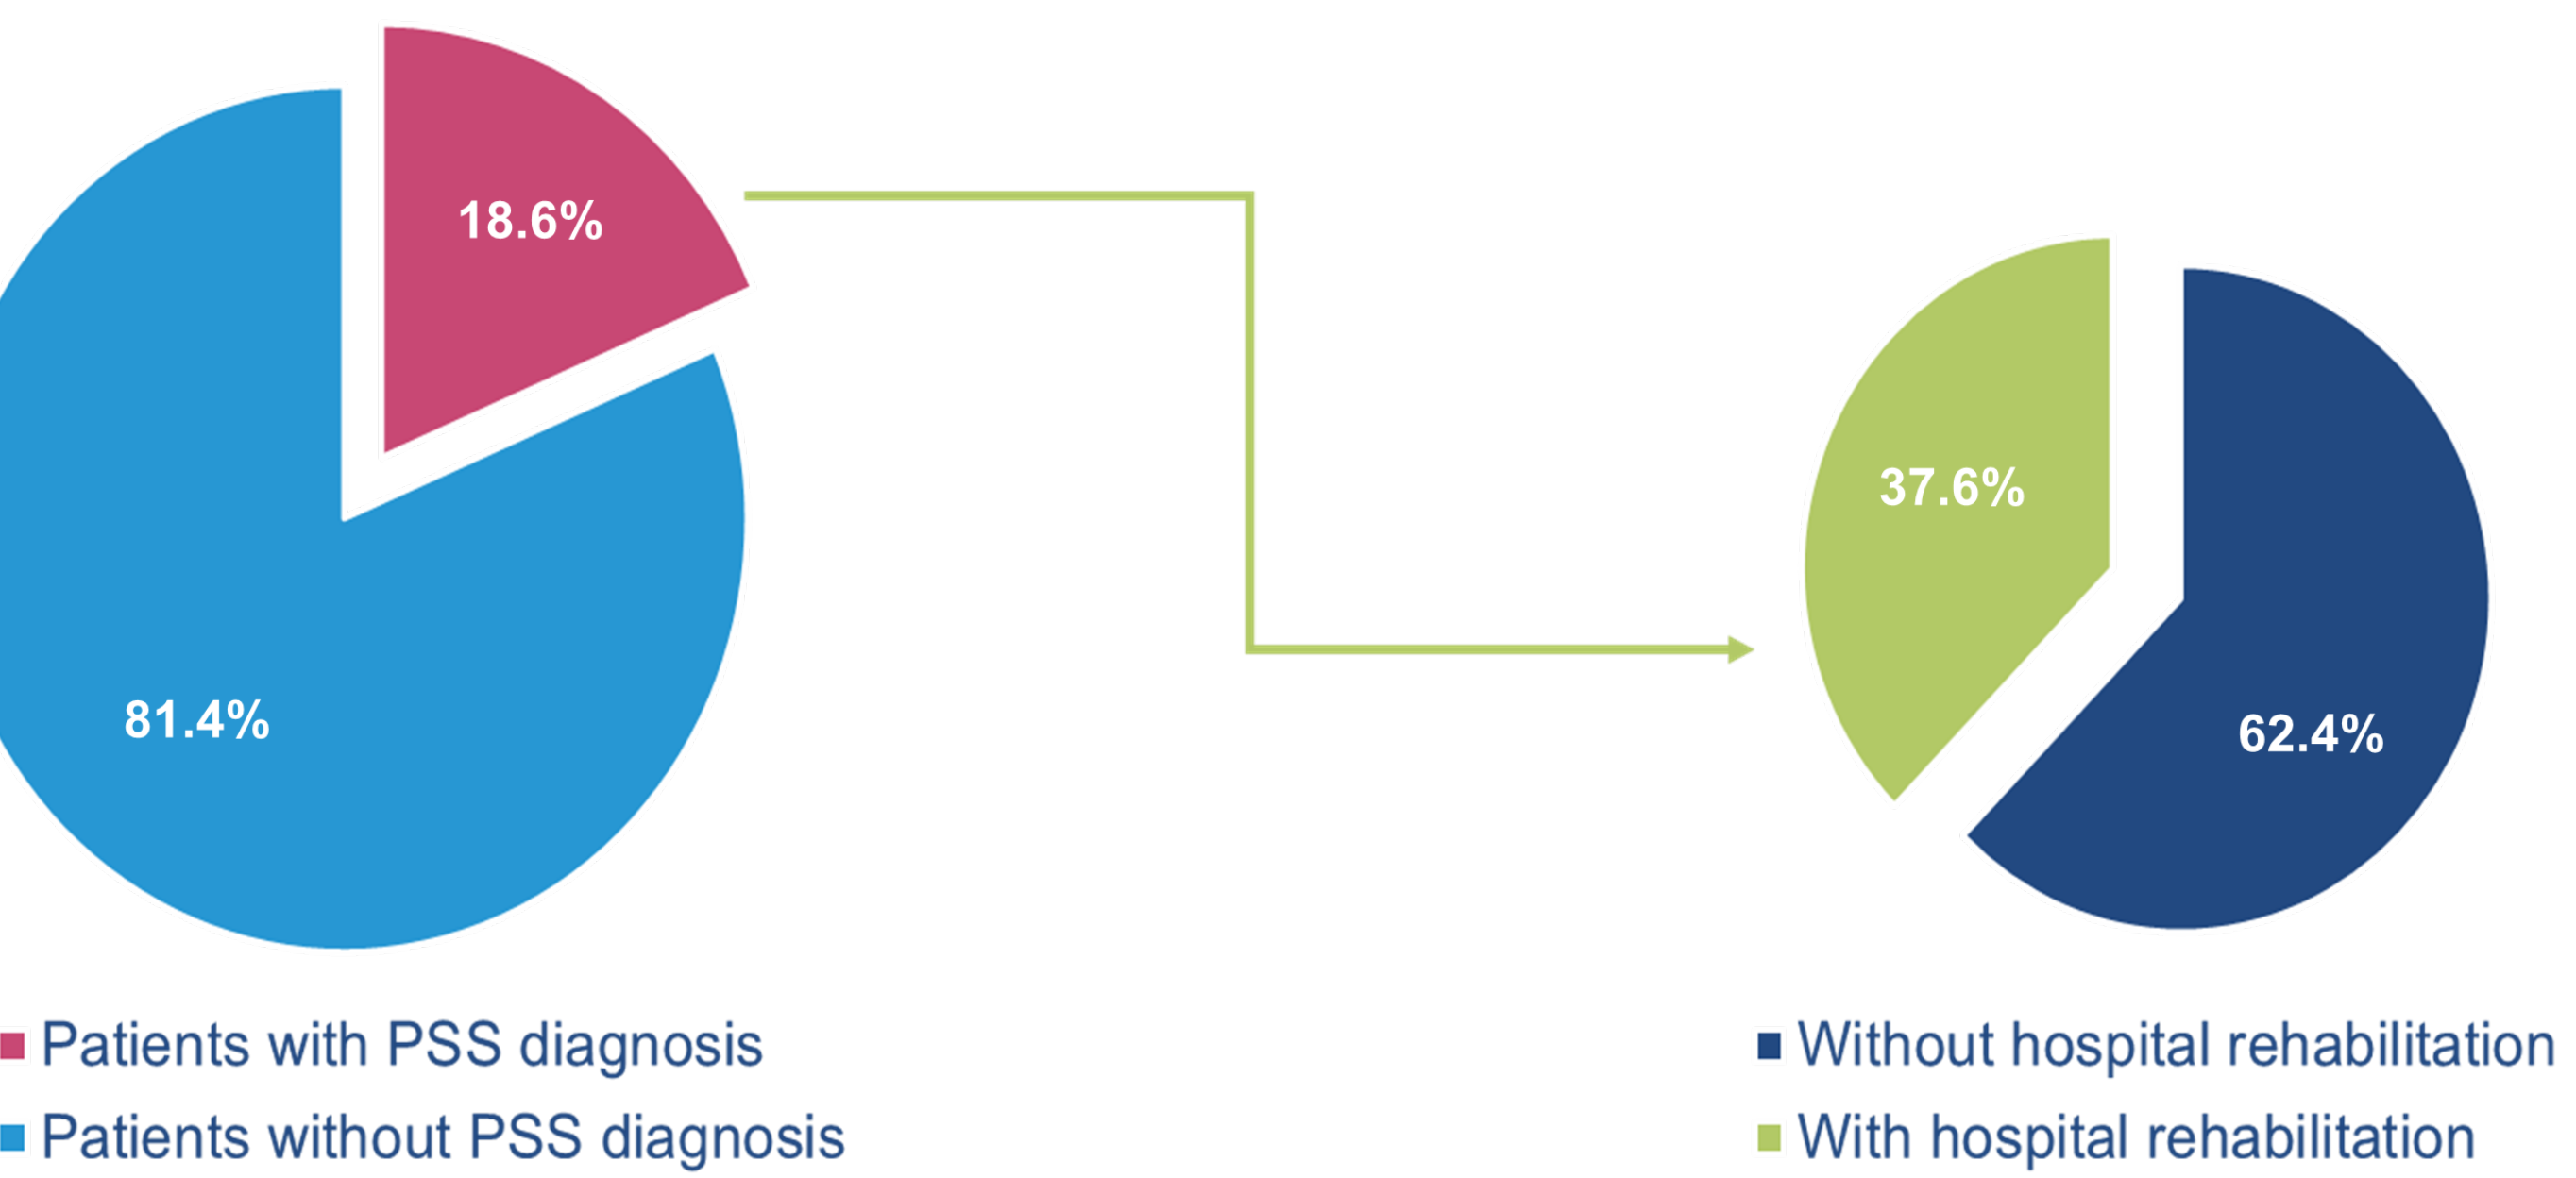 18.6%
81.4%
37.6%
62.4%
Patients with PSS diagnosis
Patients without PSS diagnosis
Without hospital rehabilitation
With hospital rehabilitation